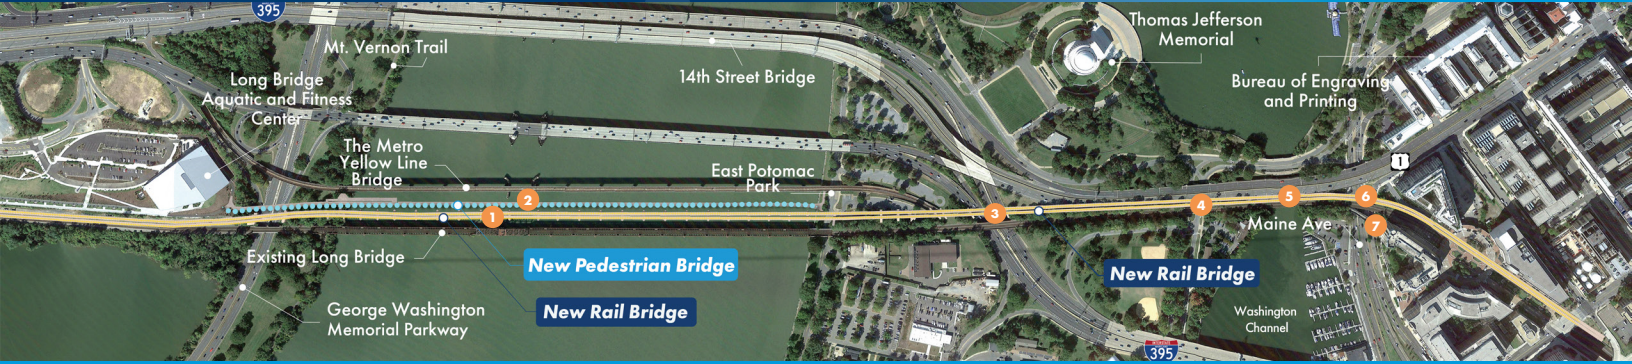 395
Mt. Vernon Trail
Long Bridge
Aquatic and Fitness
Center
14th Street Bridge
Thomas Jefferson
Memorial
Bureau of Engraving
and Printing
The Metro
Yellow Line
Bridge
East Potomac
Park
1
2
1
3
4
5
6
7
Maine Ave
Existing Long Bridge
New Pedestrian Bridge
New Rail Bridge
New Rail Bridge
George Washington
Memorial Parkway
Washington
Channel
INTERSTATE
395